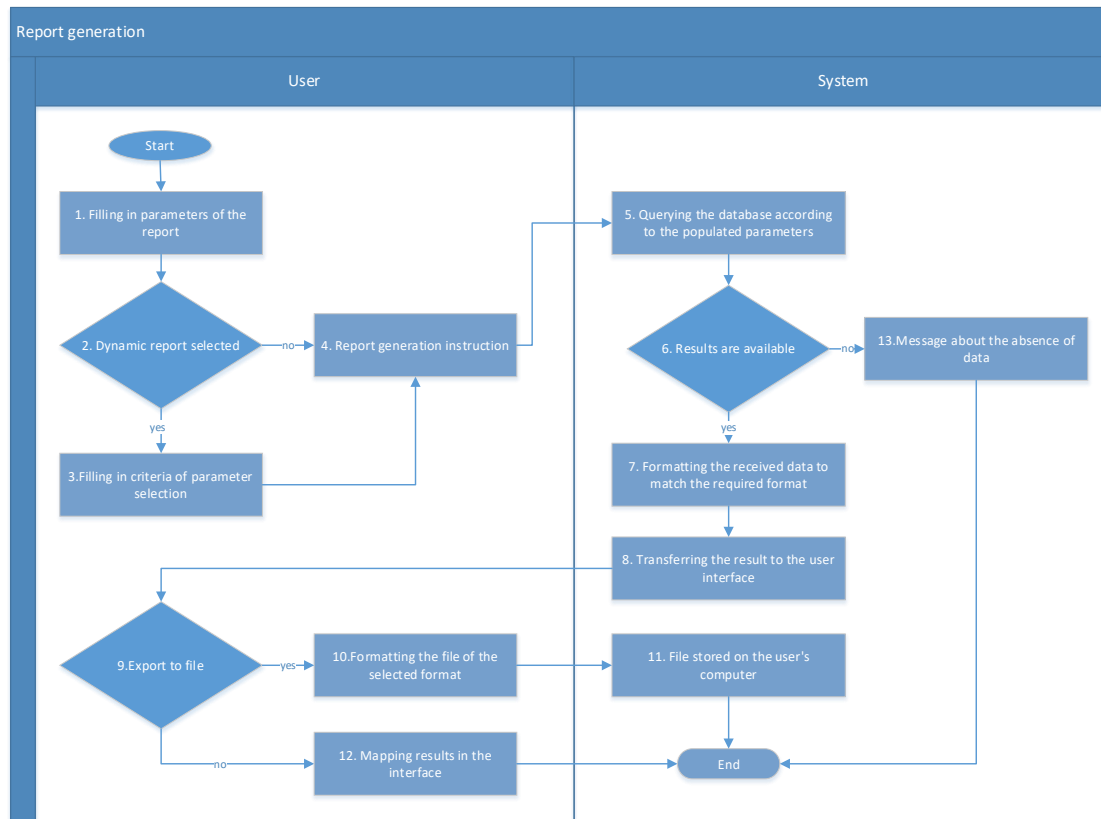 Report generation
User
System
Start
1. Filling in parameters of the
report
5. Querying the database according
to the populated parameters
2. Dynamic report selected
no
4. Report generation instruction
6. Results are available
no
13.Message about the absence of
data
yes
yes
3.Filling in criteria of parameter
selection
7. Formatting the received data to
match the required format
8. Transferring the result to the user
interface
9.Export to file
yes
10.Formatting the file of the
selected format
11. File stored on the user's
computer
no
12. Mapping results in the
interface
End